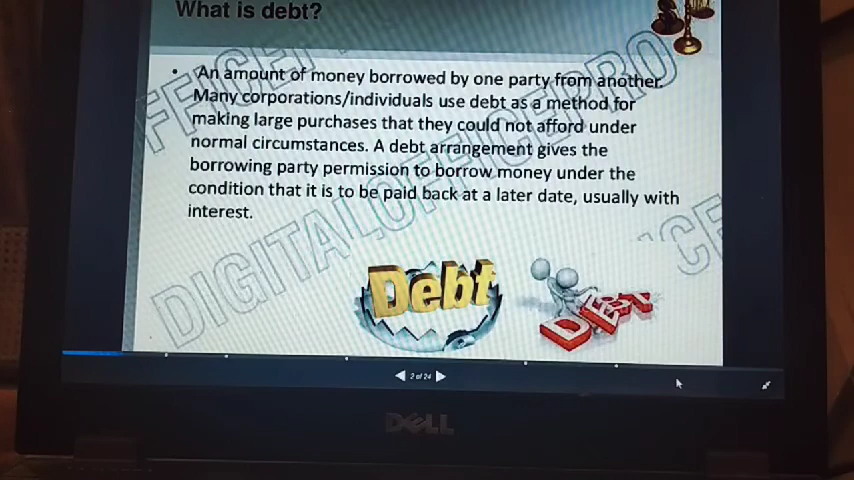 What is debt?
• An amount of money borrowed by one party from another.
Many corporations/individuals use debt as a method for
making large purchases that they could not afford under
normal circumstances. A debt arrangement gives the
borrowing party permission to borrow money under the
condition that it is to be paid back at a later date, usually with
interest.
DIGITALOFFICEPRO
Debt
DEBT
2 of 24
DELL